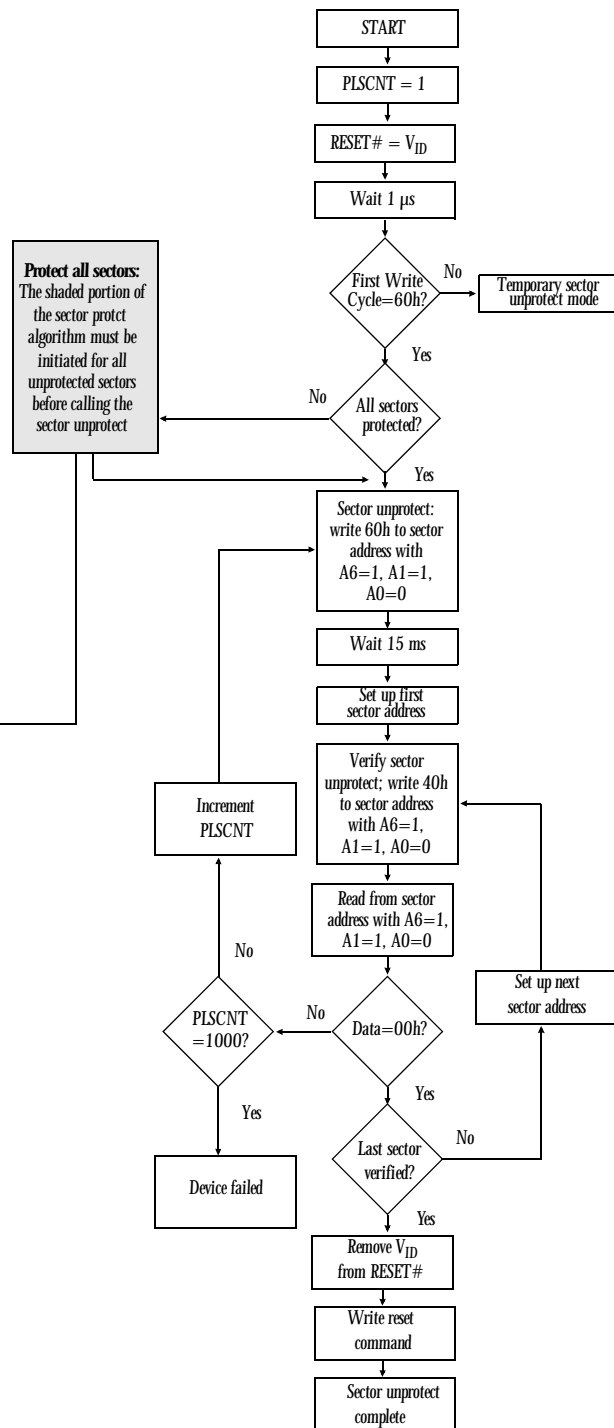 START
PLSCNT = 1
RESET# = VID
Wait 1 µs
First Write
Cycle=60h?
No
Temporary sector
unprotect mode
Yes
Protect all sectors:
The shaded portion of
the sector protct
algorithm must be
initiated for all
unprotected sectors
before calling the
sector unprotect
No
All sectors
protected?
Yes
Sector unprotect:
write 60h to sector
address with
A6=1, A1=1,
A0=0
Wait 15 ms
Set up first
sector address
Verify sector
unprotect; write 40h
to sector address
with A6=1,
A1=1, A0=0
Increment
PLSCNT
Read from sector
address with A6=1,
A1=1, A0=0
No
Set up next
sector address
PLSCNT
=1000?
No
Data=00h?
Yes
Yes
Device failed
Last sector
verified?
No
Yes
Remove VID
from RESET#
Write reset
command
Sector unprotect
complete